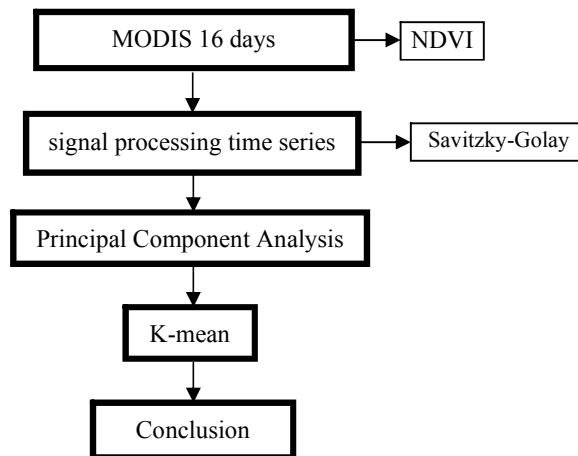 MODIS 16 days
NDVI
signal processing time series
Savitzky-Golay
Principal Component Analysis
K-mean
Conclusion